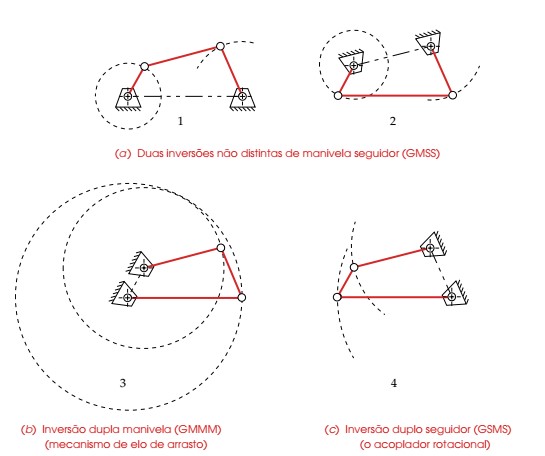 1
2
(a) Duas inversões não distintas de manivela seguidor (GMSS)
3
4
(b) Inversão dupla manivela (GMMM)
(mecanismo de elo de arrasto)
(c) Inversão duplo seguidor (GSMS)
(o acoplador rotacional)